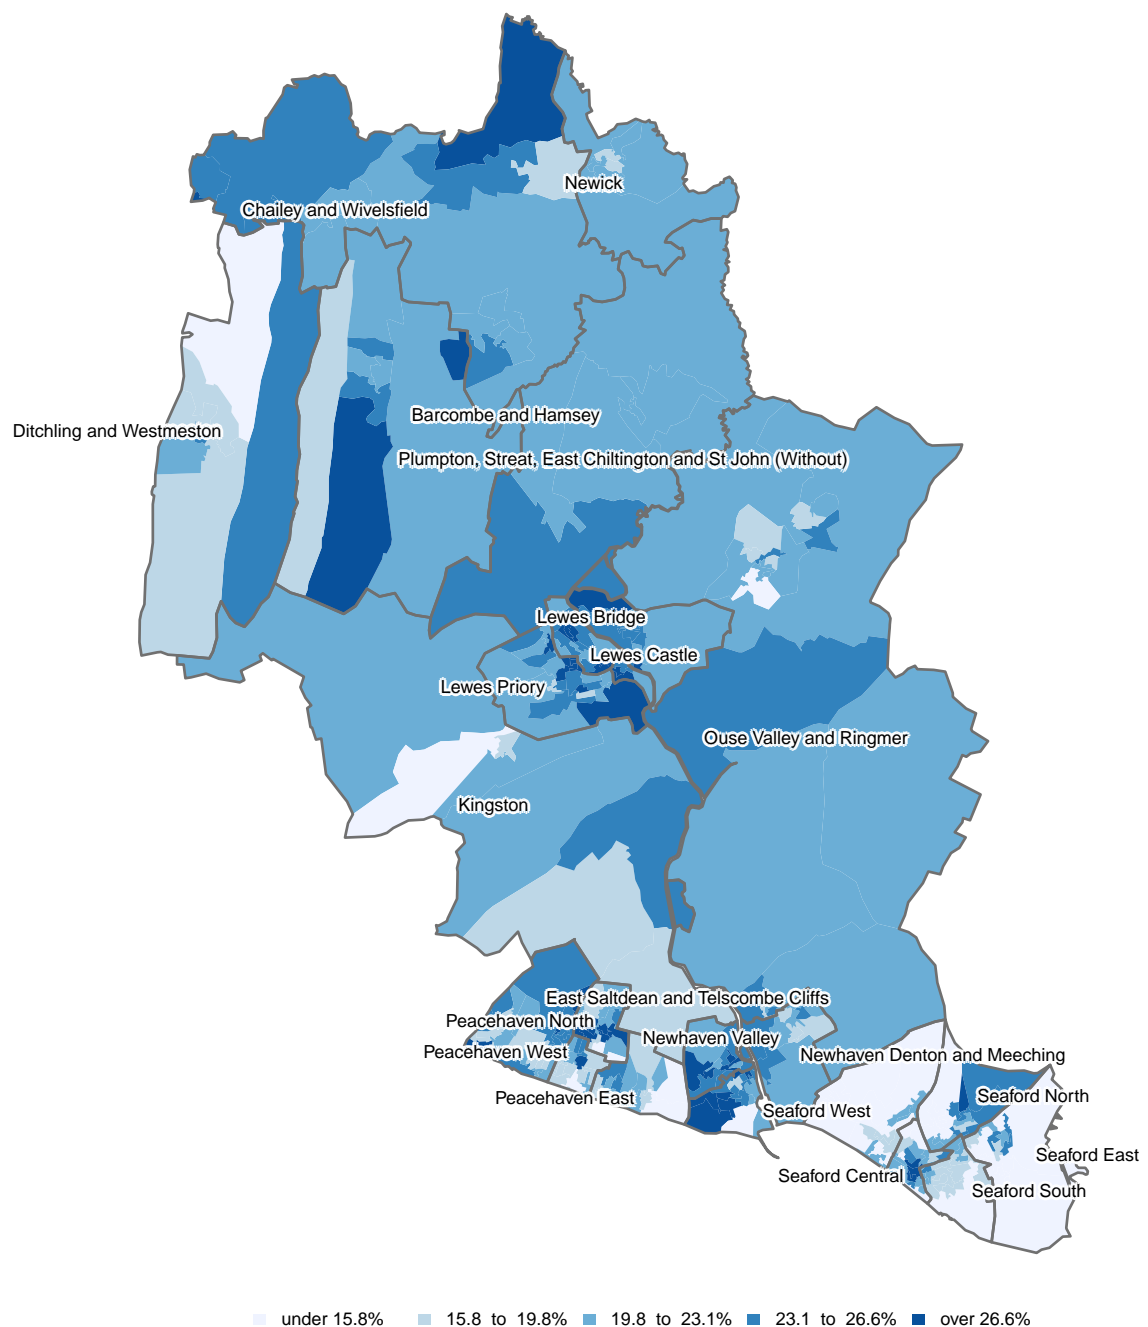 Newick
Chailey and Wivelsfield
Barcombe and Hamsey
Ditchling and Westmeston
Plumpton, Streat, East Chiltington and St John (Without)
Lewes Bridge
Lewes Castle
Lewes Priory
Ouse Valley and Ringmer
Kingston
East Saltdean and Telscombe Cliffs
Peacehaven North
Newhaven Valley
Peacehaven West
Newhaven Denton and Meeching
Peacehaven East
Seaford North
Seaford West
Seaford East
Seaford Central
Seaford South
under 15.8% 15.8 to 19.8% 19.8 to 23.1% 23.1 to 26.6% over 26.6%